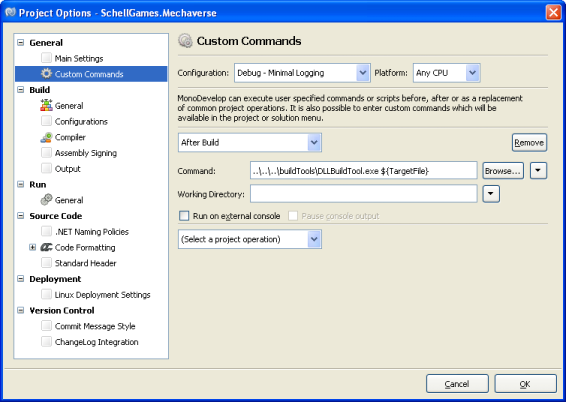 Project Options - SchellGames.Mechaverse
General
Main Settings
Custom Commands
Build
General
Configurations
Compiler
Assembly Signing
Output
Run
General
Source Code
.NET Naming Policies
Code Formatting
Standard Header
Deployment
Linux Deployment Settings
Version Control
Commit Message Style
ChangeLog Integration
Custom Commands
Configuration: Debug - Minimal Logging Platform: Any CPU
MonoDevelop can execute user specified commands or scripts before, after or as a replacement
of common project operations. It is also possible to enter custom commands which will be
available in the project or solution menu.
After Build Remove
Command: ..\..\..\buildTools\DLLBuildTool.exe ${TargetFile} Browse...
Working Directory:
Run on external console Pause console output
(Select a project operation)
Cancel OK